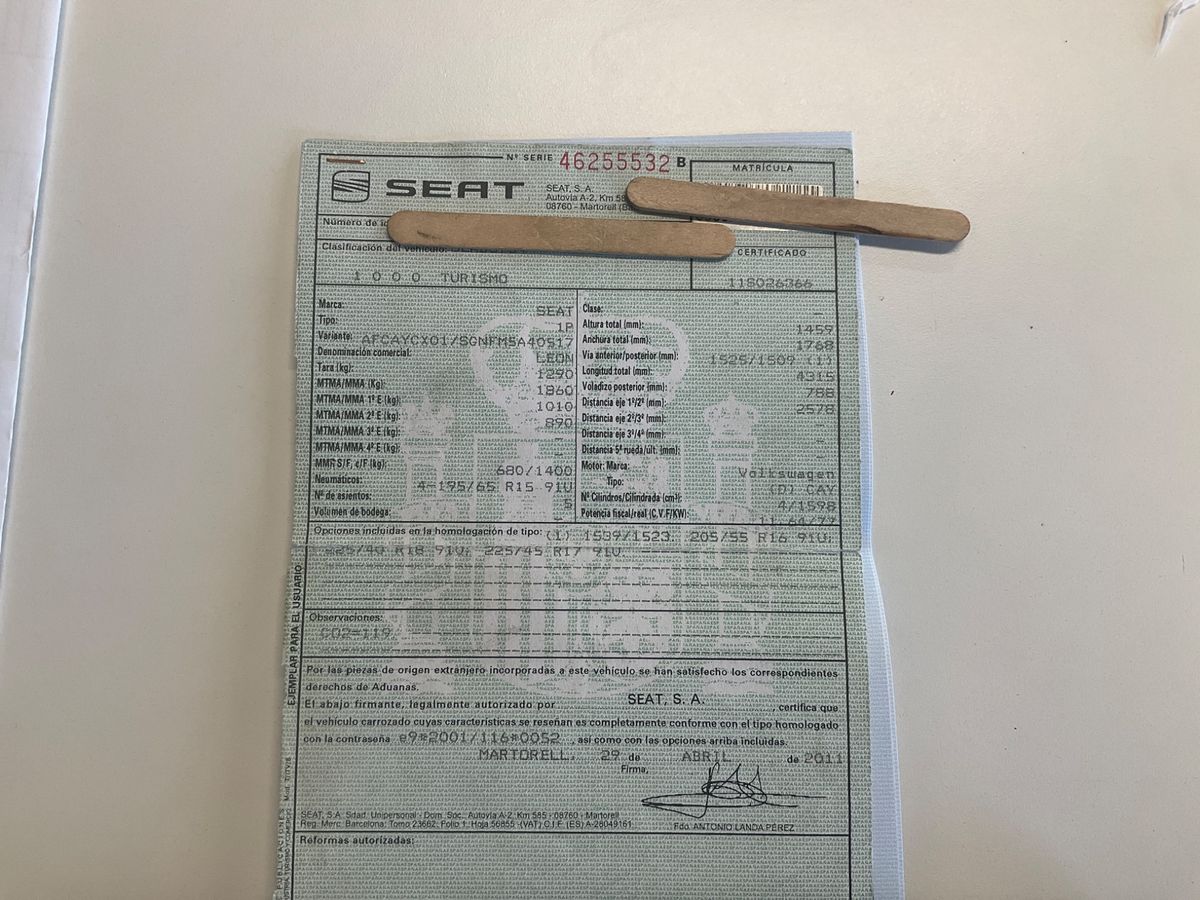 Nº SERIE 46255532 B
MATRÍCULA
SEAT
SEAT, S. A.
Autovía A-2, Km 58
08760 - Martorell (Ba
Número de
Clasificación del vehículo:
CERTIFICADO
1000 TURISMO
118026366
Marca: SEAT
Tipo: 1P
Variante: AFCAYCX01/SGNFM5A40517
Denominación comercial: LEON
Tara (kg): 1290
MTMA/MMA (Kg): 1860
MTMA/MMA 1º E (kg): 1010
MTMA/MMA 2º E (kg): 890
MTMA/MMA 3º E (kg): -
MTMA/MMA 4º E (kg): -
MMR S/F, c/F (kg): 680/1400
Neumáticos: 4-195/65 R15 91U
Nº de asientos: 5
Volumen de bodega: -
Clase: -
Altura total (mm): 1459
Anchura total (mm): 1768
Vía anterior/posterior (mm): 1525/1509 (1)
Longitud total (mm): 4315
Voladizo posterior (mm): 788
Distancia eje 1º/2º (mm): 2578
Distancia eje 2º/3º (mm): -
Distancia eje 3º/4º (mm): -
Distancia 5ª rueda/últ. (mm): -
Motor: Marca: Volkswagen
Tipo: (D) CAY
Nº Cilindros/Cilindrada (cm³): 4/1598
Potencia fiscal/real (C.V.F/KW): 11,64/77
Opciones incluidas en la homologación de tipo: (1) 1539/1523, 205/55 R16 91U,
225/40 R18 91U, 225/45 R17 91U
Observaciones:
CO2=119
Por las piezas de origen extranjero incorporadas a este vehículo se han satisfecho los correspondientes
derechos de Aduanas.
El abajo firmante, legalmente autorizado por SEAT, S. A. , certifica que
el vehículo carrozado cuyas características se reseñan es completamente conforme con el tipo homologado
con la contraseña e9*2001/116*0052 , así como con las opciones arriba incluidas.
MARTORELL, 29 de ABRIL de 2011
Firma,
SEAT, S.A. Sdad. Unipersonal - Dom. Soc., Autovía A-2, Km 585 - 08760 - Martorell
Reg. Merc. Barcelona: Tomo 23662, Folio 1, Hoja 56855 (VAT) C.I.F. (ES) A-28049161
Fdo. ANTONIO LANDA PÉREZ
Reformas autorizadas:
EJEMPLAR PARA EL USUARIO